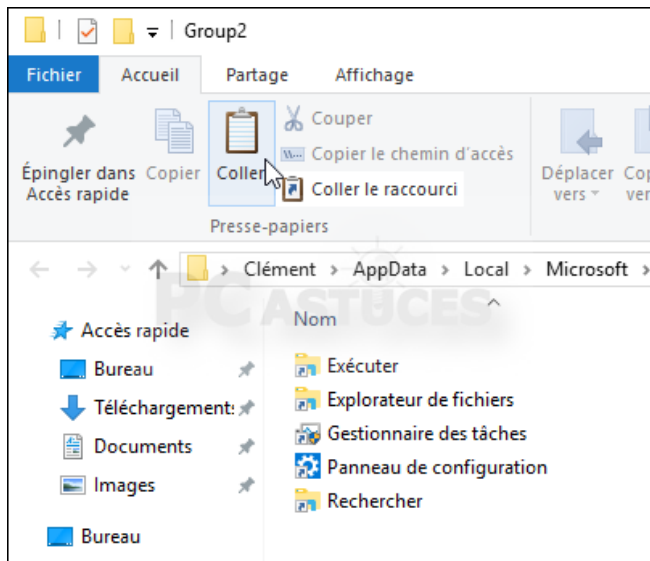 Group2
Fichier Accueil Partage Affichage
Épingler dans Accès rapide
Copier
Coller
Couper
Copier le chemin d'accès
Coller le raccourci
Déplacer vers
Presse-papiers
Clément AppData Local Microsoft
PC ASTUCES
Nom
Accès rapide
Bureau
Documents
Images
Bureau
Exécuter
Explorateur de fichiers
Gestionnaire des tâches
Panneau de configuration
Rechercher